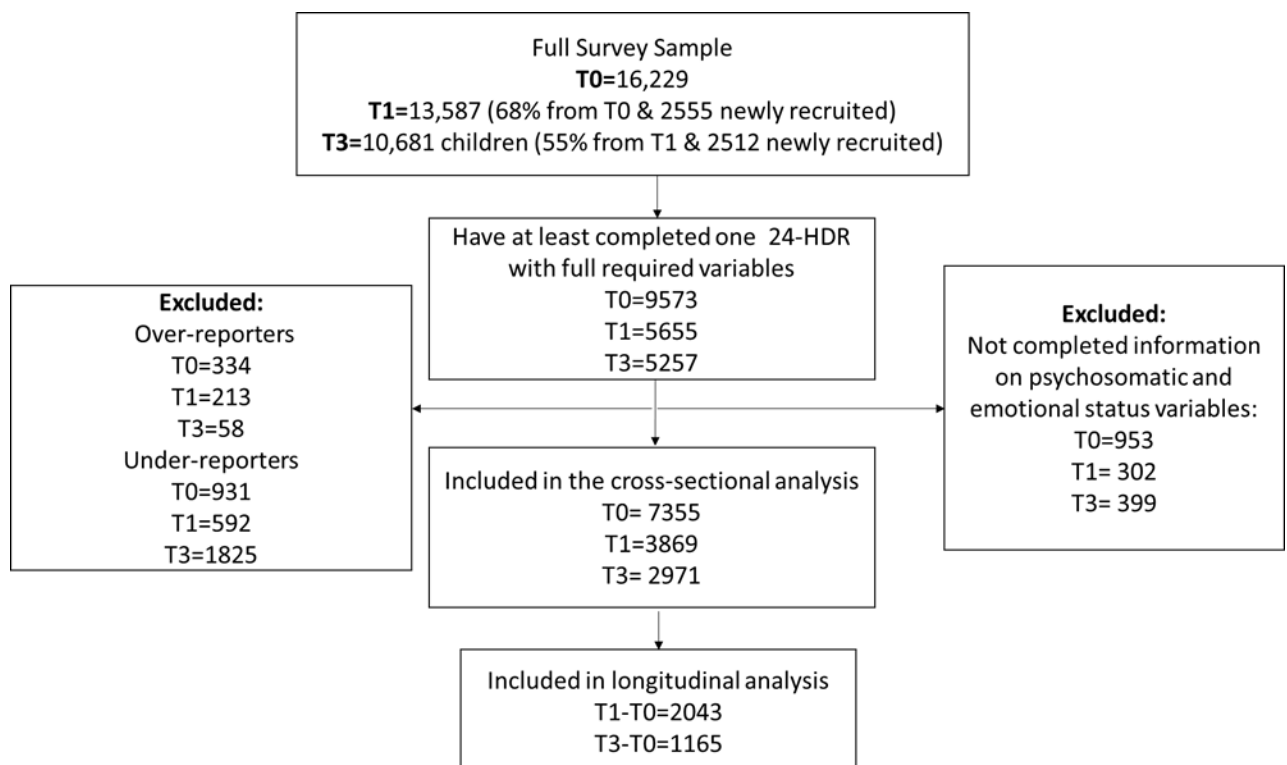 Full Survey Sample
T0=16,229
T1=13,587 (68% from T0 & 2555 newly recruited)
T3=10,681 children (55% from T1 & 2512 newly recruited)
Have at least completed one 24-HDR
with full required variables
T0=9573
T1=5655
T3=5257
Excluded:
Over-reporters
T0=334
T1=213
T3=58
Under-reporters
T0=931
T1=592
T3=1825
Excluded:
Not completed information
on psychosomatic and
emotional status variables:
T0=953
T1= 302
T3= 399
Included in the cross-sectional analysis
T0= 7355
T1=3869
T3= 2971
Included in longitudinal analysis
T1-T0=2043
T3-T0=1165